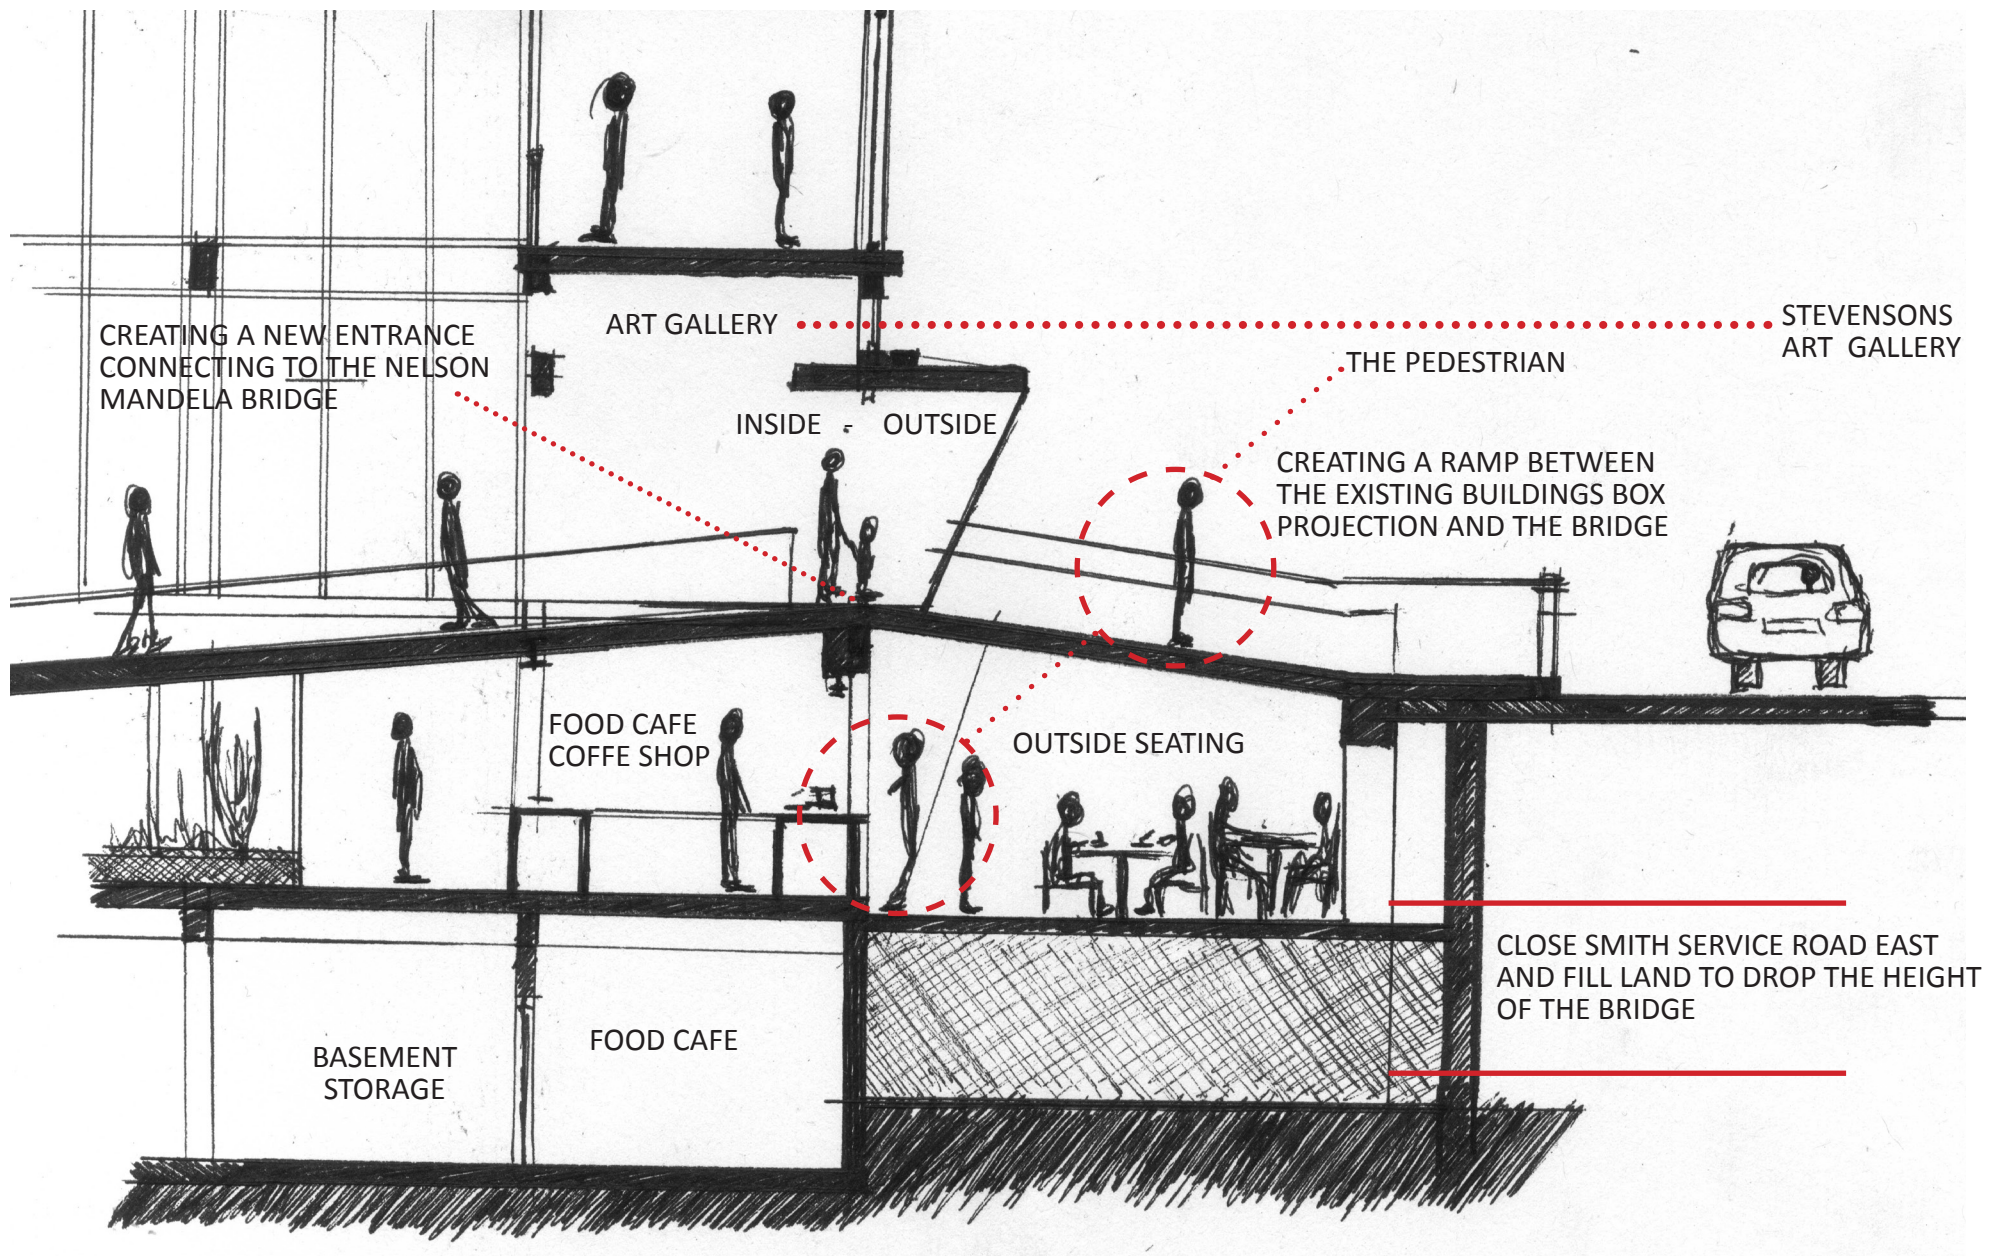 CREATING A NEW ENTRANCE
CONNECTING TO THE NELSON
MANDELA BRIDGE
ART GALLERY
STEVENSONS
ART GALLERY
THE PEDESTRIAN
INSIDE - OUTSIDE
CREATING A RAMP BETWEEN
THE EXISTING BUILDINGS BOX
PROJECTION AND THE BRIDGE
FOOD CAFE
COFFE SHOP
OUTSIDE SEATING
CLOSE SMITH SERVICE ROAD EAST
AND FILL LAND TO DROP THE HEIGHT
OF THE BRIDGE
BASEMENT
STORAGE
FOOD CAFE